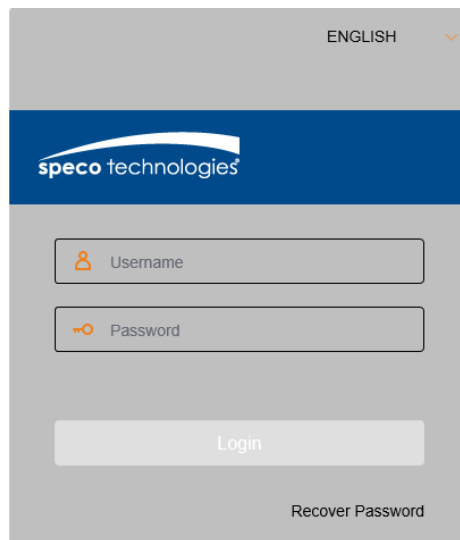 ENGLISH
speco technologies®
Username
Password
Login
Recover Password